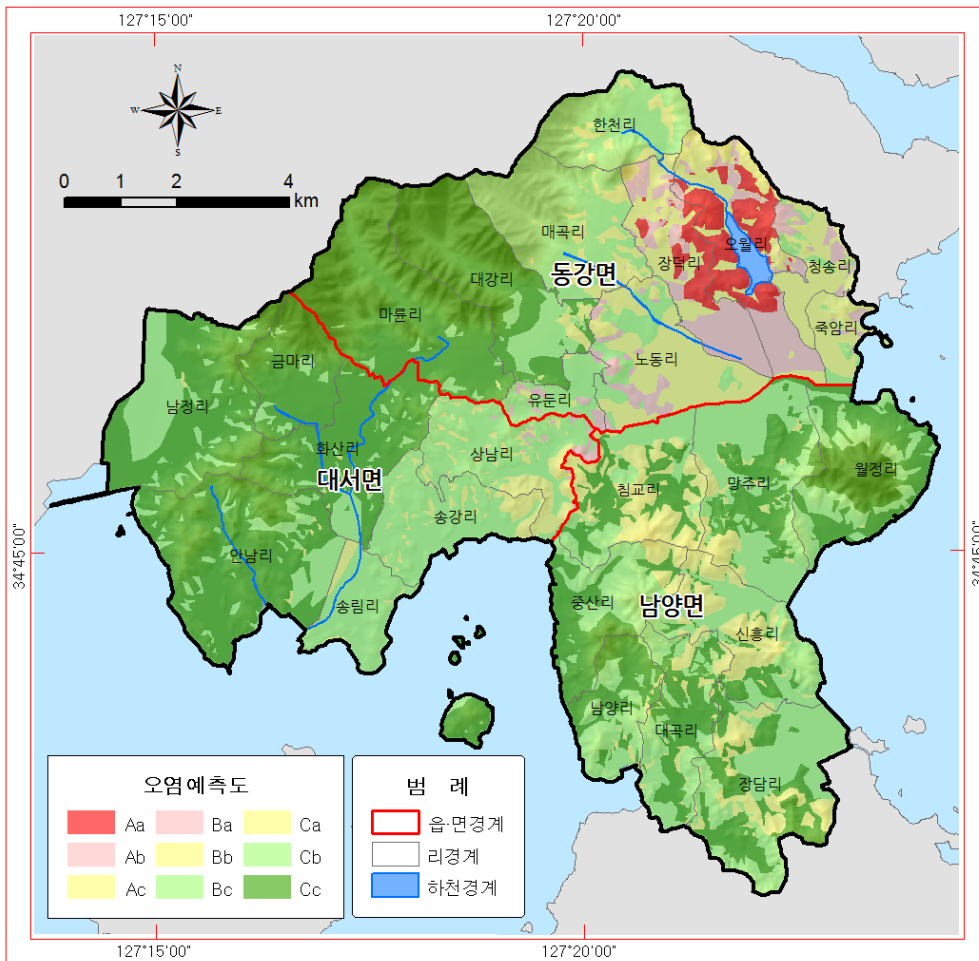 127°15'00" 127°20'00"
N
W E
S
0 1 2 4
km
한천리
매곡리
오월리
장덕리
동강면
청송리
대강리
마륜리
죽암리
금마리
노동리
남정리
유둔리
화산리
상남리
대서면
침교리
망주리
월정리
송강리
34°45'00" 34°45'00"
안남리
중산리
송림리
남양면
신흥리
남양리
대곡리
장담리
오염예측도
Aa Ba Ca
Ab Bb Cb
Ac Bc Cc
범 례
읍·면경계
리경계
하천경계
127°15'00" 127°20'00"